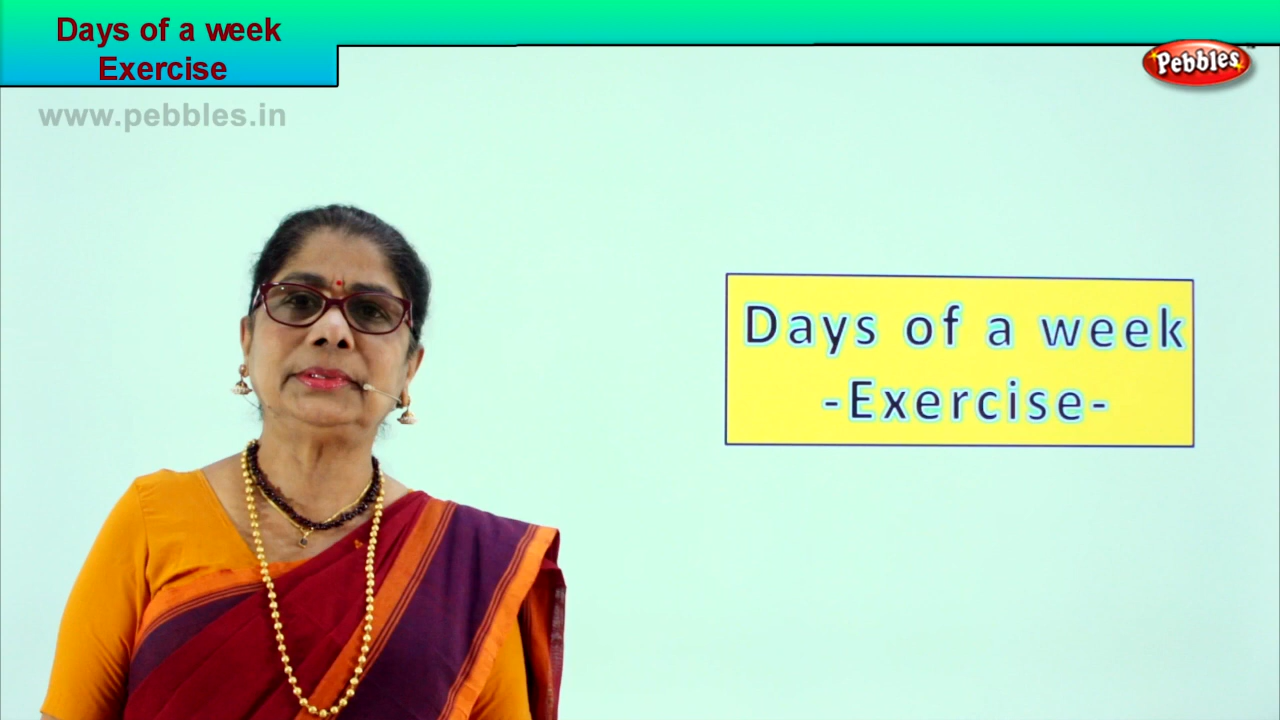 Days of a week
Exercise
www.pebbles.in
Pebbles
Days of a week
-Exercise-